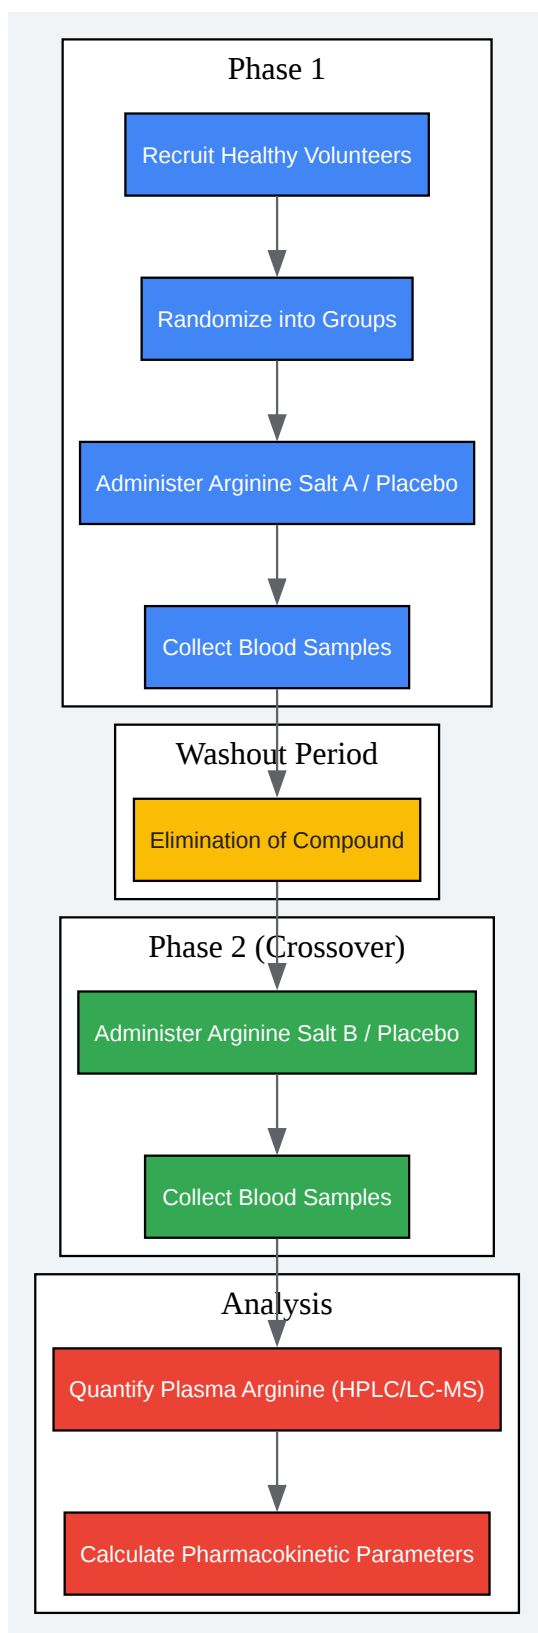 Phase 1
Recruit Healthy Volunteers
Randomize into Groups
Administer Arginine Salt A / Placebo
Collect Blood Samples
Washout Period
Elimination of Compound
Phase 2 (Crossover)
Administer Arginine Salt B / Placebo
Collect Blood Samples
Analysis
Quantify Plasma Arginine (HPLC/LC-MS)
Calculate Pharmacokinetic Parameters